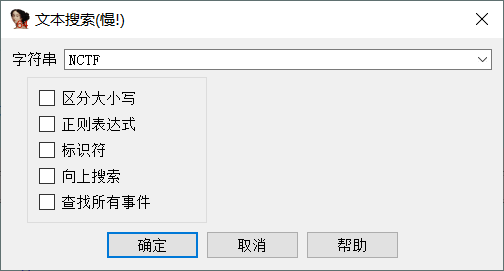 文本搜索(慢!)
字符串 NCTF
区分大小写
正则表达式
标识符
向上搜索
查找所有事件
确定 取消 帮助